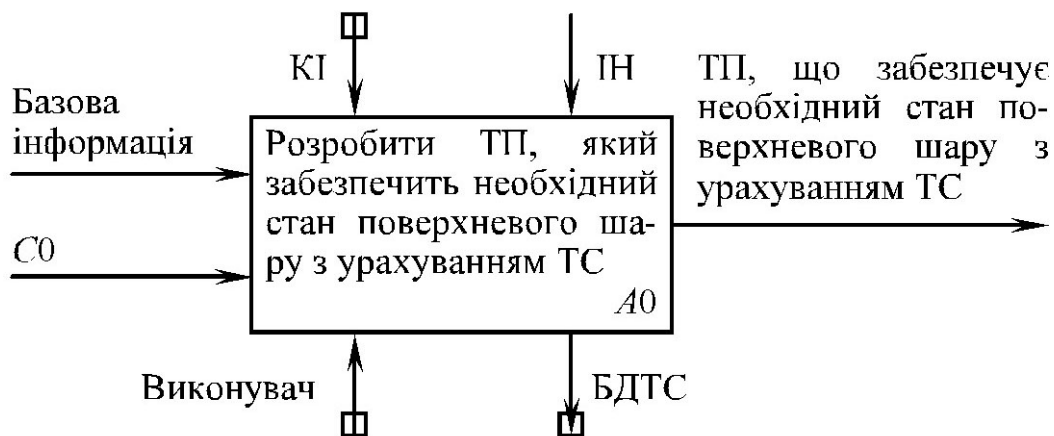 КІ
ІН
ТП, що забезпечує
необхідний стан по-
верхневого шару з
урахуванням ТС
Базова
інформація
Розробити ТП, який
забезпечить необхідний
стан поверхневого ша-
ру з урахуванням ТС
A0
C0
Виконувач
БДТС